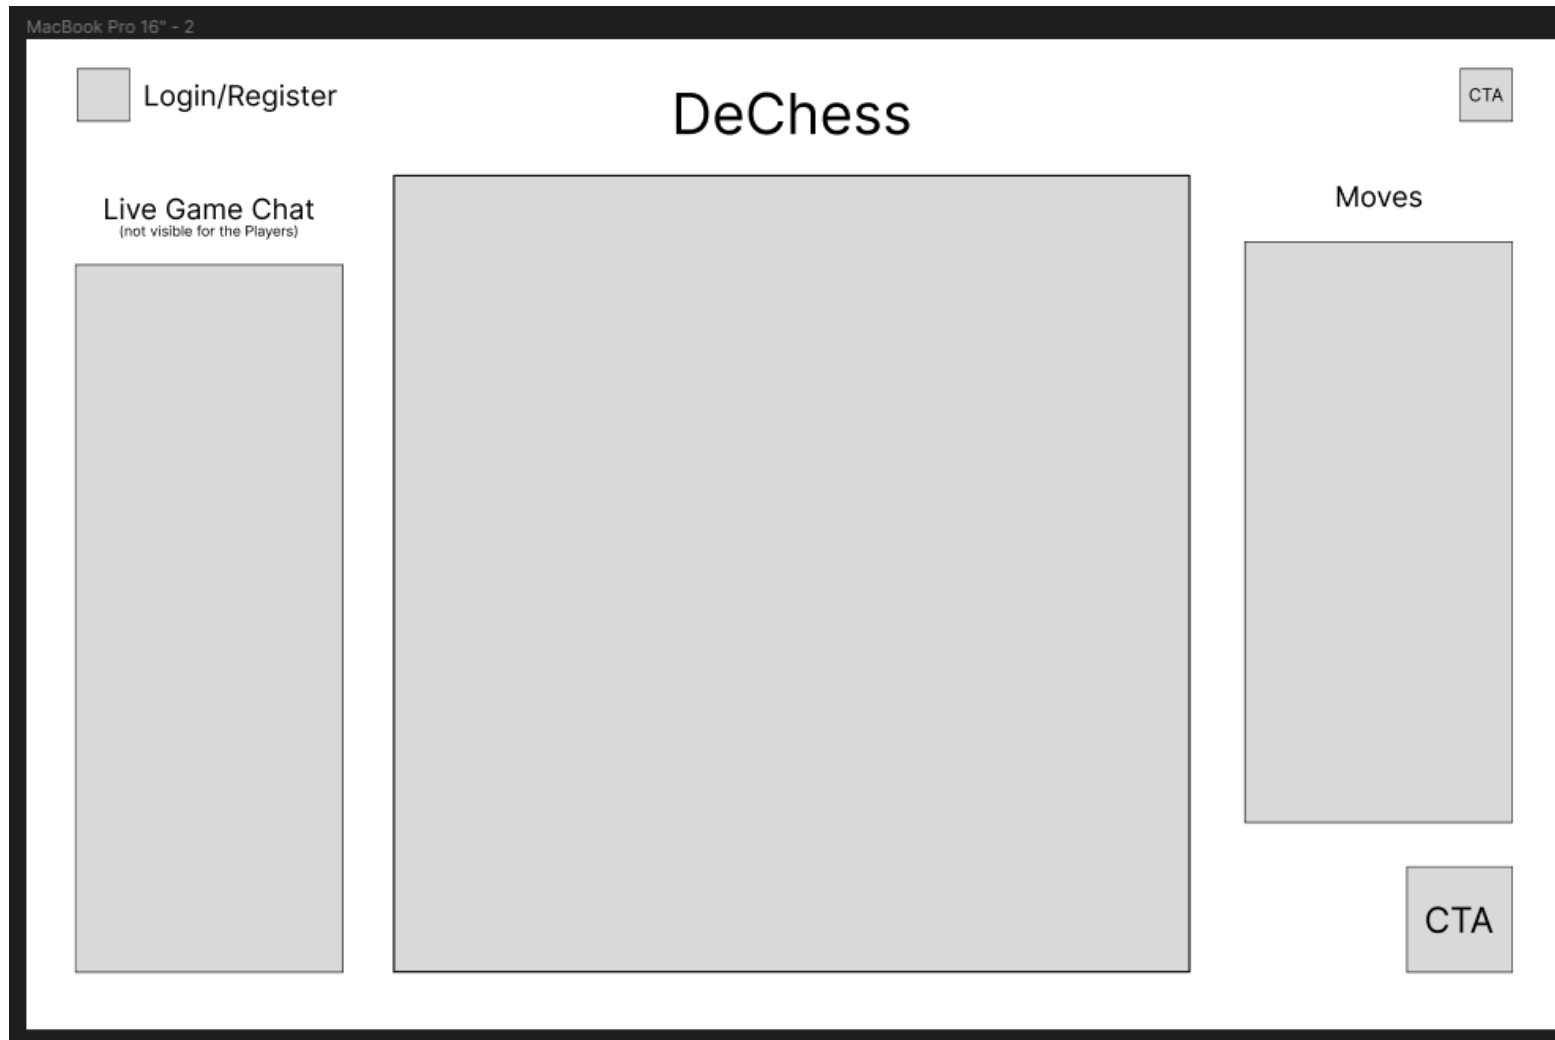 MacBook Pro 16" - 2
Login/Register
DeChess
CTA
Live Game Chat
(not visible for the Players)
Moves
CTA